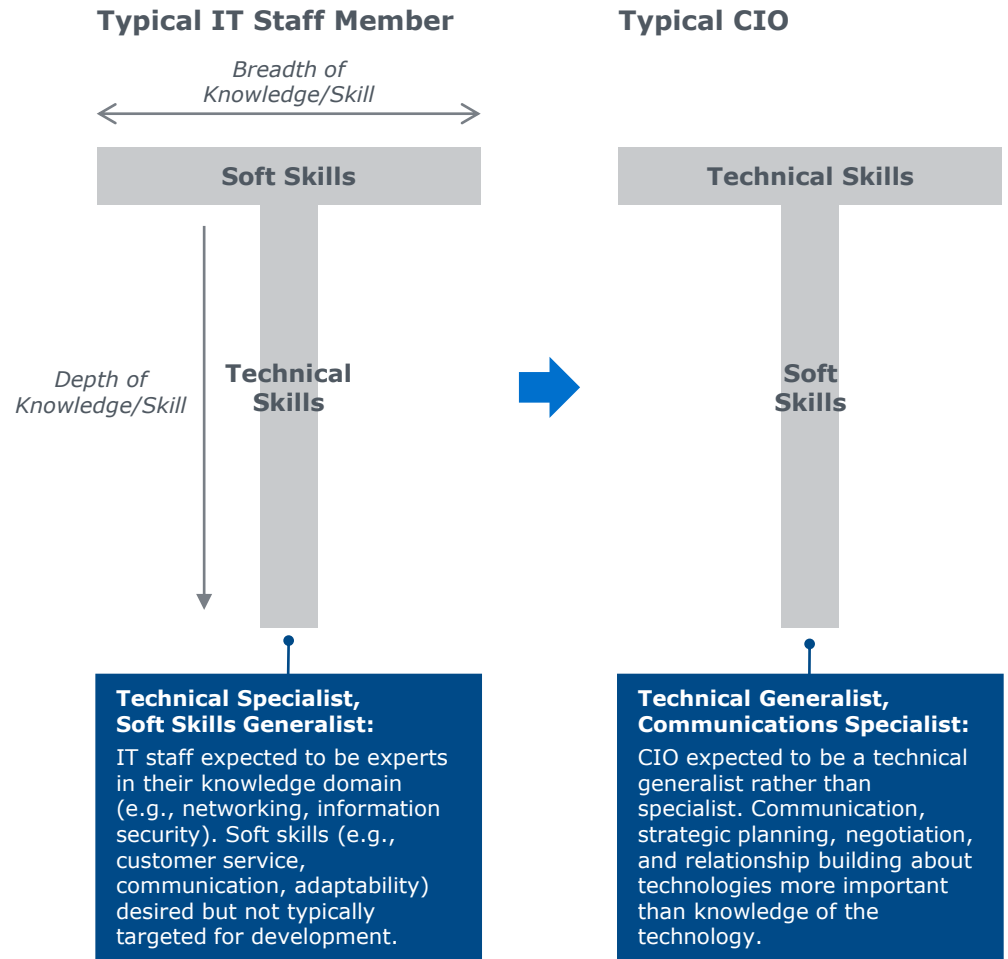 Typical IT Staff Member
Breadth of
Knowledge/Skill
Soft Skills
Depth of
Knowledge/Skill
Technical
Skills
Technical Specialist,
Soft Skills Generalist:
IT staff expected to be experts
in their knowledge domain
(e.g., networking, information
security). Soft skills (e.g.,
customer service,
communication, adaptability)
desired but not typically
targeted for development.
Typical CIO
Technical Skills
Soft
Skills
Technical Generalist,
Communications Specialist:
CIO expected to be a technical
generalist rather than
specialist. Communication,
strategic planning, negotiation,
and relationship building about
technologies more important
than knowledge of the
technology.